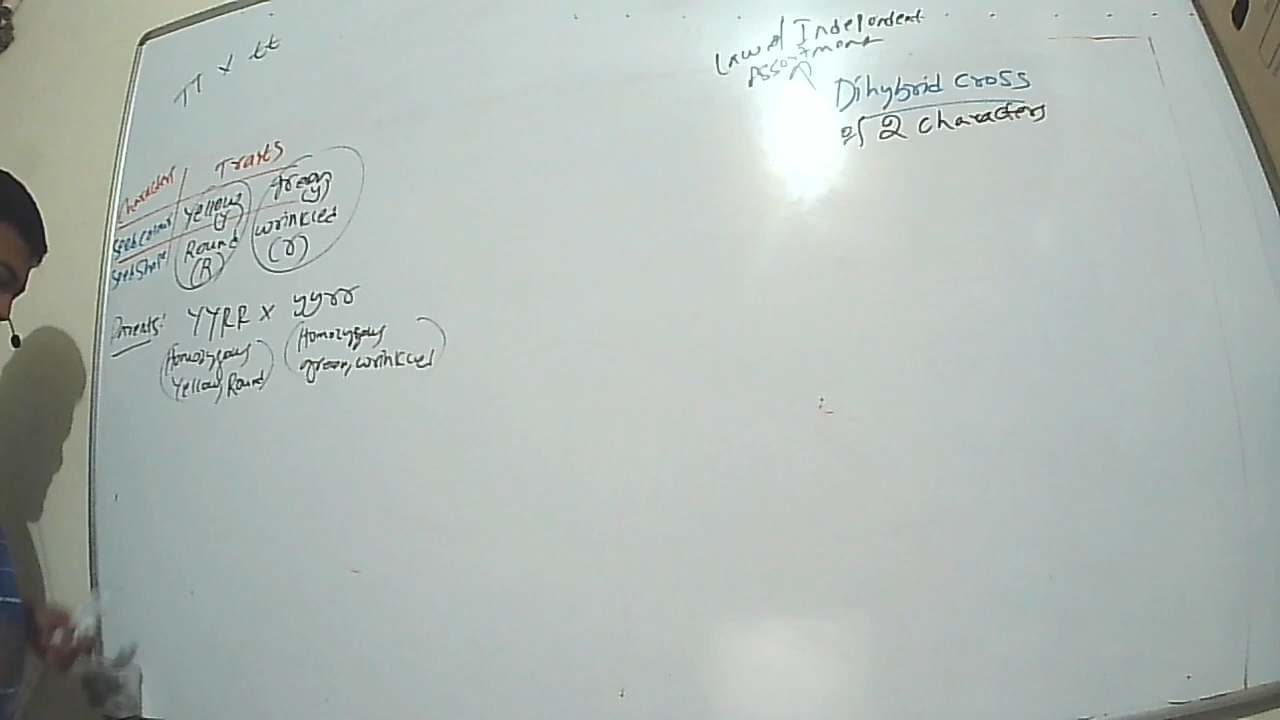 TT x tt
Law of Independent
Assortment
Dihybrid cross
of 2 characters
Character Traits
Seed colour Yellow green
y
Seed Shape Round wrinkled
(R) (r)
Parents: YYRR x yyrr
(Homozygous (Homozygous
Yellow, Round) green, wrinkled)